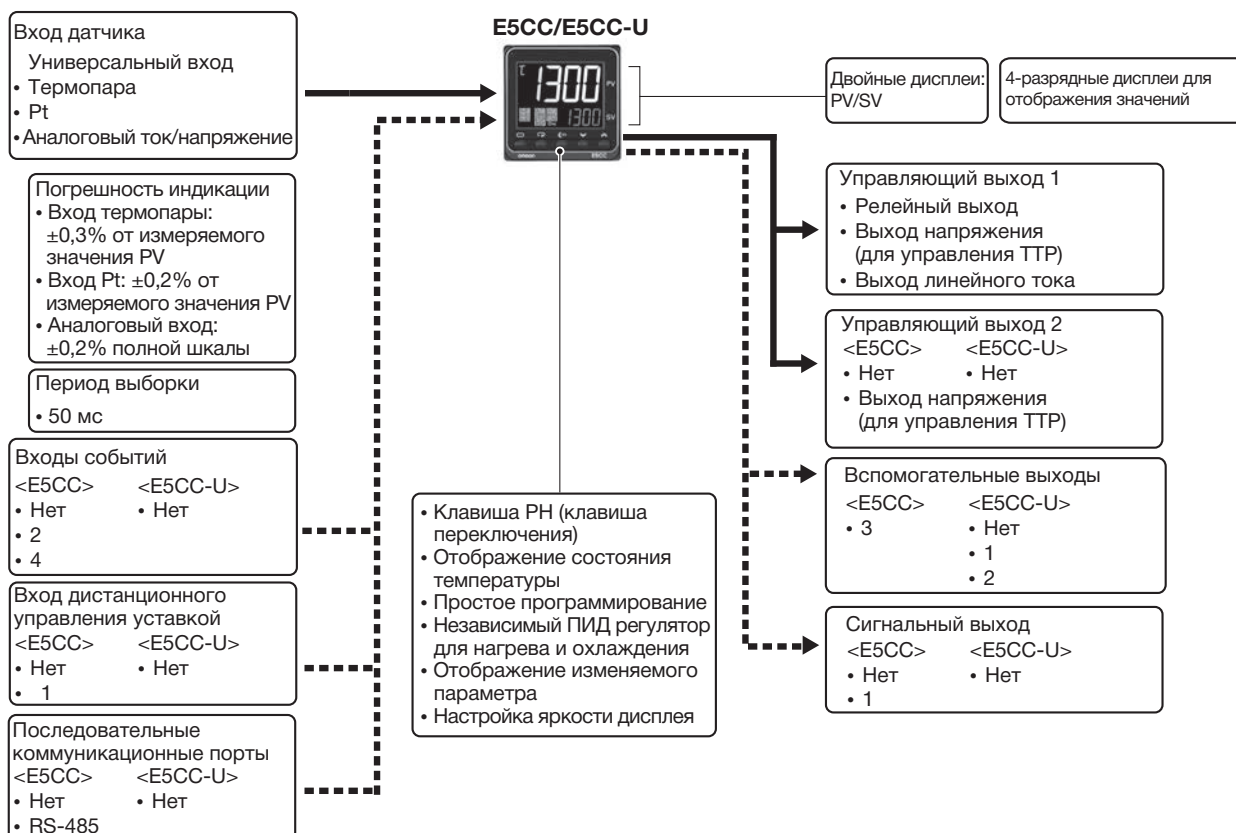 E5CC/E5CC-U
Вход датчика
Универсальный вход
• Термопара
• Pt
•Аналоговый ток/напряжение
1300
PV
1300
SV
omron
E5CC
Двойные дисплеи:
PV/SV
4-разрядные дисплеи для
отображения значений
Погрешность индикации
• Вход термопары:
±0,3% от измеряемого
значения PV
• Вход Pt: ±0,2% от
измеряемого значения PV
• Аналоговый вход:
±0,2% полной шкалы
Период выборки
• 50 мс
Входы событий
<E5CC> <E5CC-U>
• Нет • Нет
• 2
• 4
Вход дистанционного
управления уставкой
<E5CC> <E5CC-U>
• Нет • Нет
• 1
Последовательные
коммуникационные порты
<E5CC> <E5CC-U>
• Нет • Нет
• RS-485
• Клавиша PH (клавиша
переключения)
• Отображение состояния
температуры
• Простое программирование
• Независимый ПИД регулятор
для нагрева и охлаждения
• Отображение изменяемого
параметра
• Настройка яркости дисплея
Управляющий выход 1
• Релейный выход
• Выход напряжения
(для управления ТТР)
• Выход линейного тока
Управляющий выход 2
<E5CC> <E5CC-U>
• Нет • Нет
• Выход напряжения
(для управления ТТР)
Вспомогательные выходы
<E5CC> <E5CC-U>
• 3 • Нет
• 1
• 2
Сигнальный выход
<E5CC> <E5CC-U>
• Нет • Нет
• 1